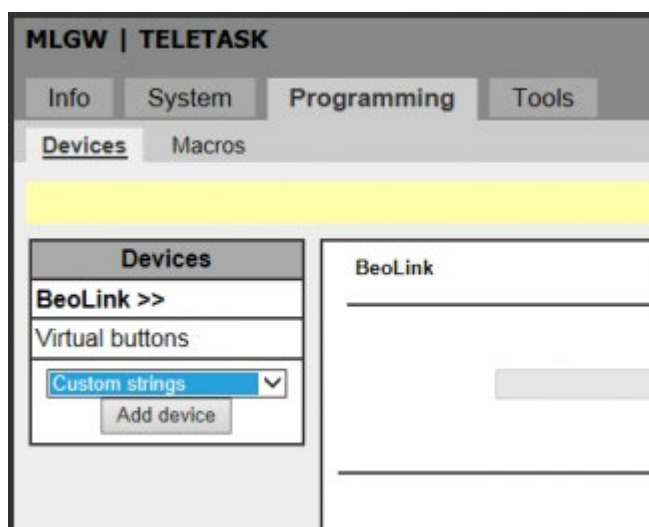 MLGW | TELETASK
Info System Programming Tools
Devices Macros
Devices
BeoLink >>
Virtual buttons
Custom strings
Add device
BeoLink